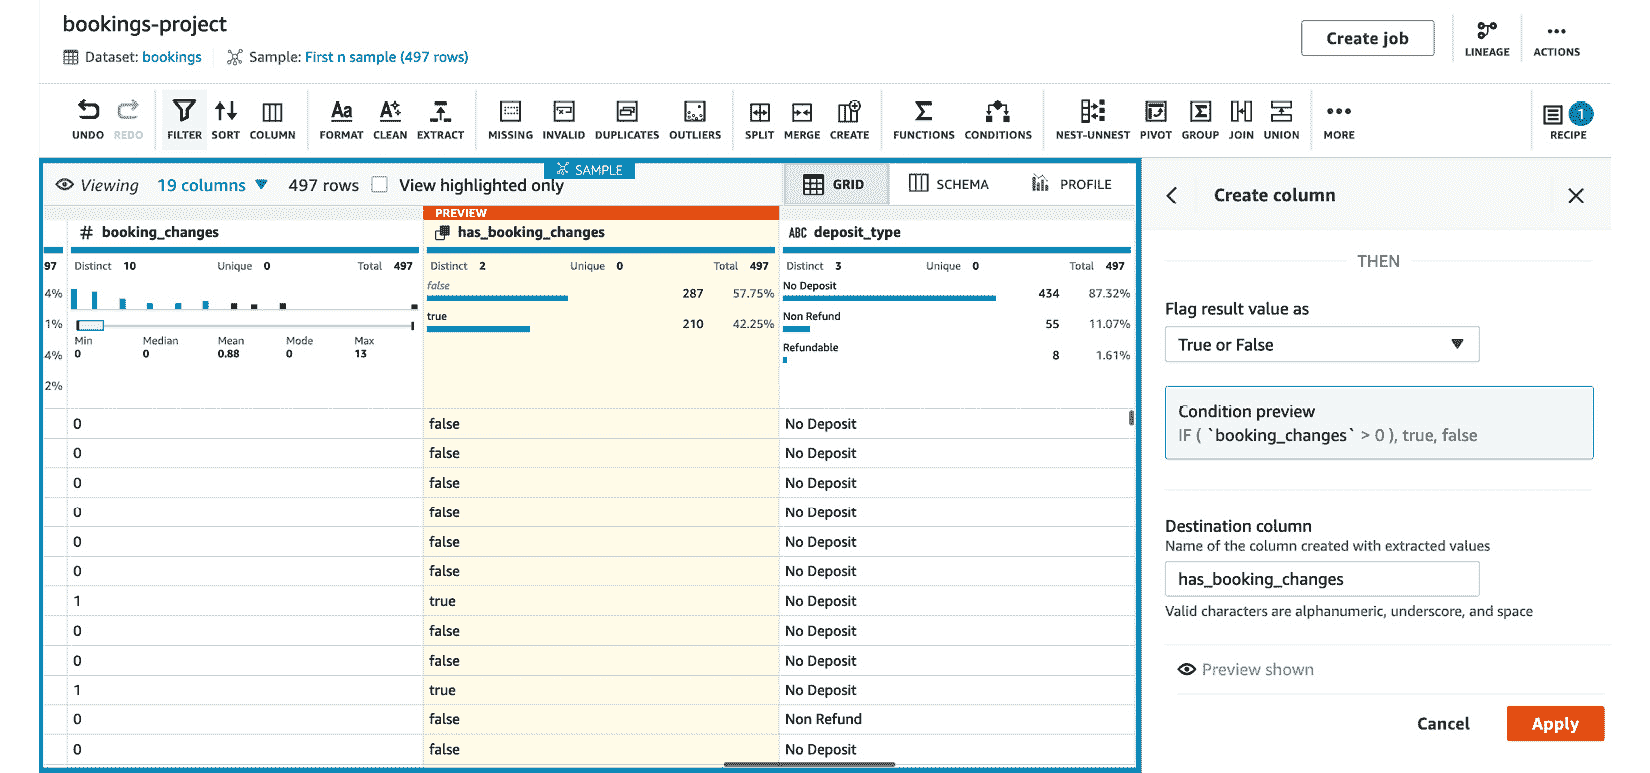 bookings-project
Dataset: bookings Sample: First n sample (497 rows)
Create job
LINEAGE
ACTIONS
UNDO REDO FILTER SORT COLUMN FORMAT CLEAN EXTRACT MISSING INVALID DUPLICATES OUTLIERS SPLIT MERGE CREATE FUNCTIONS CONDITIONS NEST-UNNEST PIVOT GROUP JOIN UNION MORE 1 RECIPE
SAMPLE
Viewing 19 columns 497 rows View highlighted only GRID SCHEMA PROFILE
PREVIEW
# booking_changes has_booking_changes ABC deposit_type
97 Distinct 10 Unique 0 Total 497 Distinct 2 Unique 0 Total 497 Distinct 3 Unique 0 Total 497
4% false 287 57.75% No Deposit 434 87.32%
1% true 210 42.25% Non Refund 55 11.07%
4% Refundable 8 1.61%
2%
Min Median Mean Mode Max
0 0 0.88 0 13
0 false No Deposit
0 false No Deposit
0 false No Deposit
0 false No Deposit
0 false No Deposit
0 false No Deposit
1 true No Deposit
0 false No Deposit
0 false No Deposit
1 true No Deposit
0 false Non Refund
0 false No Deposit
Create column
THEN
Flag result value as
True or False
Condition preview
IF ( `booking_changes` > 0 ), true, false
Destination column
Name of the column created with extracted values
has_booking_changes
Valid characters are alphanumeric, underscore, and space
Preview shown
Cancel Apply